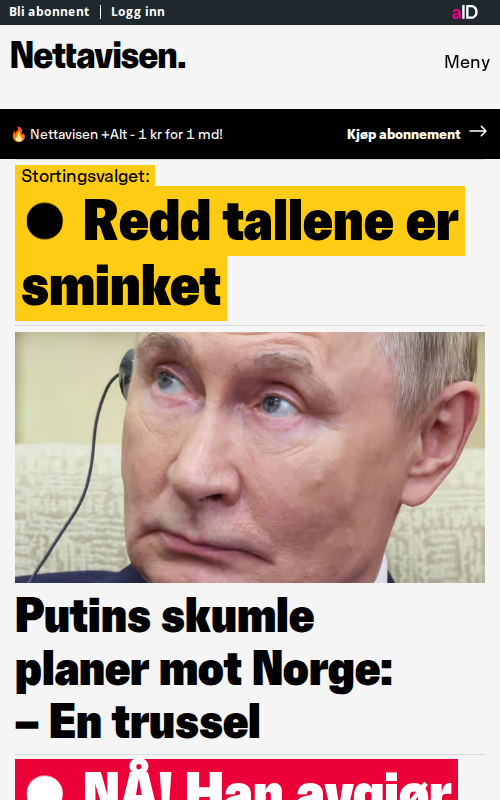 Bli abonnent | Logg inn
aID
Nettavisen.
Meny
🔥 Nettavisen +Alt - 1 kr for 1 md!
Kjøp abonnement →
Stortingsvalget:
● Redd tallene er
sminket
Putins skumle
planer mot Norge:
– En trussel
● NÅ! Han avgjør